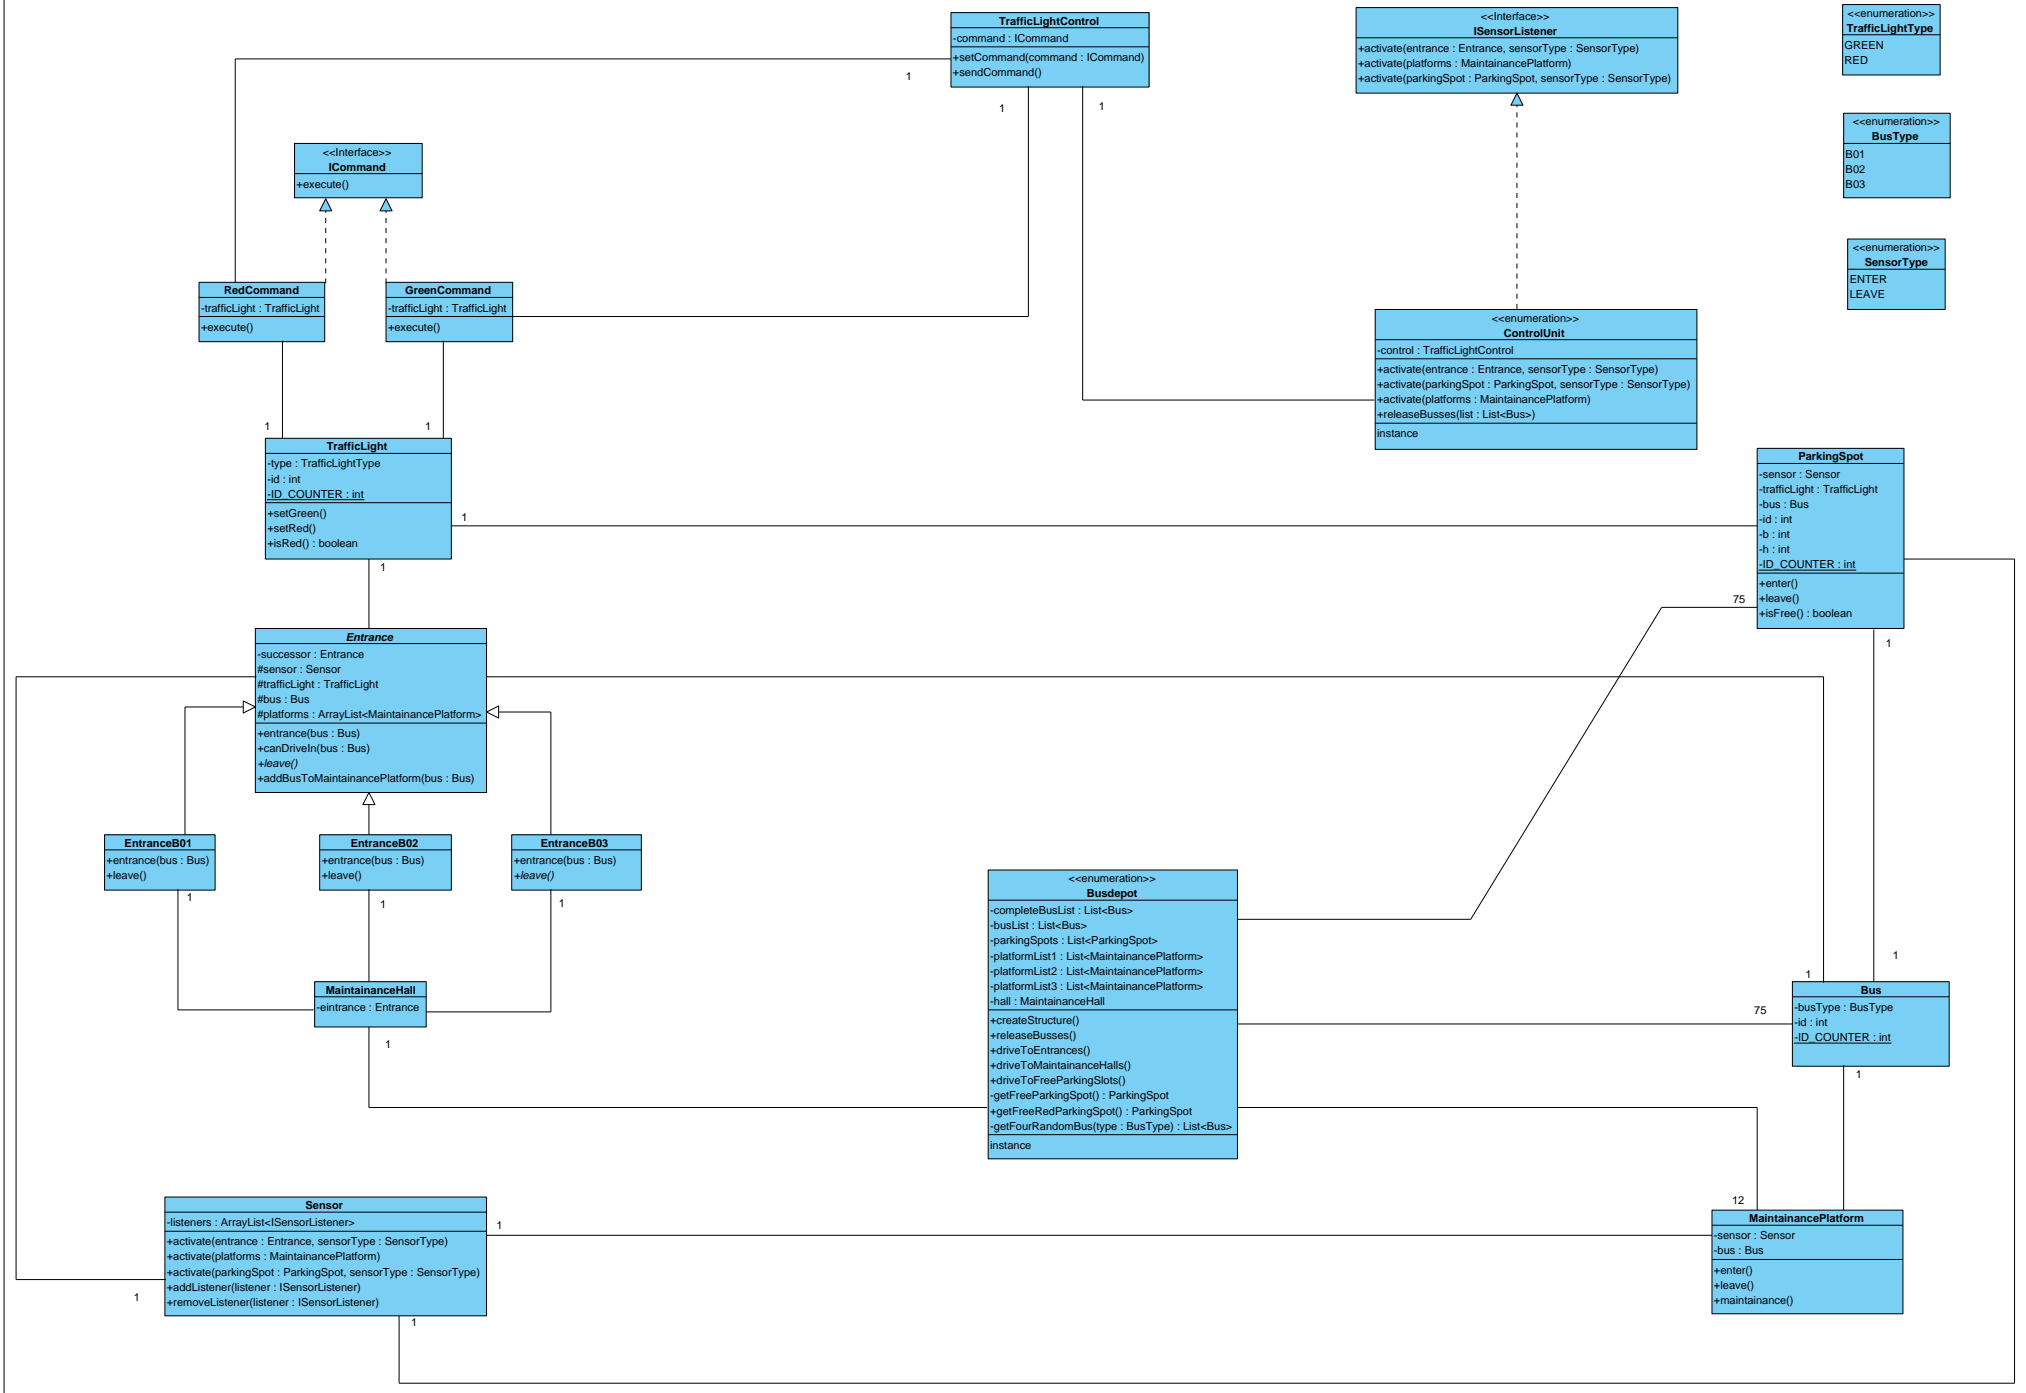 TrafficLightControl
-command : ICommand
+setCommand(command : ICommand)
+sendCommand()
<<Interface>>
ISensorListener
+activate(entrance : Entrance, sensorType : SensorType)
+activate(platforms : MaintainancePlatform)
+activate(parkingSpot : ParkingSpot, sensorType : SensorType)
<<enumeration>>
TrafficLightType
GREEN
RED
1
1
1
<<enumeration>>
BusType
B01
B02
B03
<<Interface>>
ICommand
+execute()
<<enumeration>>
SensorType
ENTER
LEAVE
RedCommand
-trafficLight : TrafficLight
+execute()
GreenCommand
-trafficLight : TrafficLight
+execute()
<<enumeration>>
ControlUnit
-control : TrafficLightControl
+activate(entrance : Entrance, sensorType : SensorType)
+activate(parkingSpot : ParkingSpot, sensorType : SensorType)
+activate(platforms : MaintainancePlatform)
+releaseBusses(list : List<Bus>)
instance
1
1
TrafficLight
-type : TrafficLightType
-id : int
-ID_COUNTER : int
+setGreen()
+setRed()
+isRed() : boolean
1
1
ParkingSpot
-sensor : Sensor
-trafficLight : TrafficLight
-bus : Bus
-id : int
-b : int
-h : int
-ID_COUNTER : int
+enter()
+leave()
+isFree() : boolean
75
1
Entrance
-successor : Entrance
#sensor : Sensor
#trafficLight : TrafficLight
#bus : Bus
#platforms : ArrayList<MaintainancePlatform>
+entrance(bus : Bus)
+canDriveIn(bus : Bus)
+leave()
+addBusToMaintainancePlatform(bus : Bus)
EntranceB01
+entrance(bus : Bus)
+leave()
1
EntranceB02
+entrance(bus : Bus)
+leave()
1
EntranceB03
+entrance(bus : Bus)
+leave()
1
<<enumeration>>
Busdepot
-completeBusList : List<Bus>
-busList : List<Bus>
-parkingSpots : List<ParkingSpot>
-platformList1 : List<MaintainancePlatform>
-platformList2 : List<MaintainancePlatform>
-platformList3 : List<MaintainancePlatform>
-hall : MaintainanceHall
+createStructure()
+releaseBusses()
+driveToEntrances()
+driveToMaintainanceHalls()
+driveToFreeParkingSlots()
-getFreeParkingSpot() : ParkingSpot
+getFreeRedParkingSpot() : ParkingSpot
-getFourRandomBus(type : BusType) : List<Bus>
instance
MaintainanceHall
-eintrance : Entrance
1
1
1
75
Bus
-busType : BusType
-id : int
-ID_COUNTER : int
1
12
Sensor
-listeners : ArrayList<ISensorListener>
+activate(entrance : Entrance, sensorType : SensorType)
+activate(platforms : MaintainancePlatform)
+activate(parkingSpot : ParkingSpot, sensorType : SensorType)
+addListener(listener : ISensorListener)
+removeListener(listener : ISensorListener)
1
1
1
MaintainancePlatform
-sensor : Sensor
-bus : Bus
+enter()
+leave()
+maintainance()